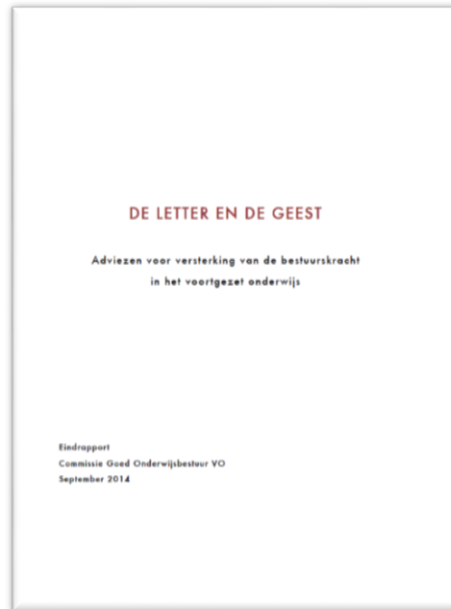 DE LETTER EN DE GEEST
Adviezen voor versterking van de bestuurskracht
in het voortgezet onderwijs
Eindrapport
Commissie Goed Onderwijsbestuur VO
September 2014